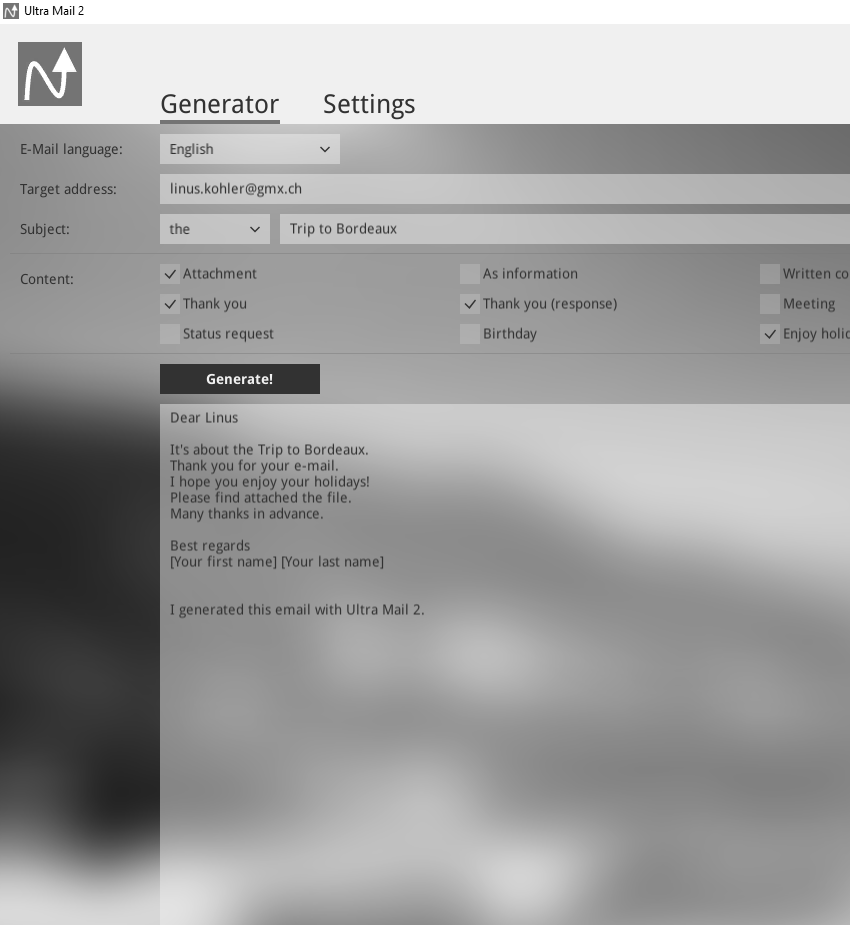 Ultra Mail 2
Generator Settings
E-Mail language: English
Target address: linus.kohler@gmx.ch
Subject: the Trip to Bordeaux
Content:
Attachment As information Written co
Thank you Thank you (response) Meeting
Status request Birthday Enjoy holid
Generate!
Dear Linus
It's about the Trip to Bordeaux.
Thank you for your e-mail.
I hope you enjoy your holidays!
Please find attached the file.
Many thanks in advance.
Best regards
[Your first name] [Your last name]
I generated this email with Ultra Mail 2.